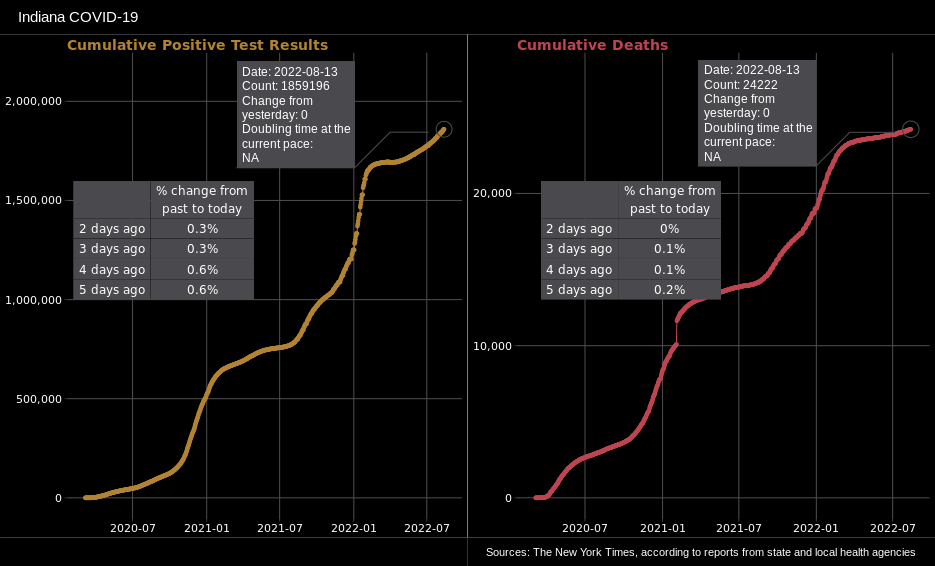 Indiana COVID-19
Cumulative Positive Test Results
Date: 2022-08-13
Count: 1859196
Change from
yesterday: 0
Doubling time at the
current pace:
NA
2,000,000
1,500,000
1,000,000
500,000
0
% change from
past to today
2 days ago 0.3%
3 days ago 0.3%
4 days ago 0.6%
5 days ago 0.6%
2020-07 2021-01 2021-07 2022-01 2022-07
Cumulative Deaths
Date: 2022-08-13
Count: 24222
Change from
yesterday: 0
Doubling time at the
current pace:
NA
20,000
10,000
0
% change from
past to today
2 days ago 0%
3 days ago 0.1%
4 days ago 0.1%
5 days ago 0.2%
2020-07 2021-01 2021-07 2022-01 2022-07
Sources: The New York Times, according to reports from state and local health agencies